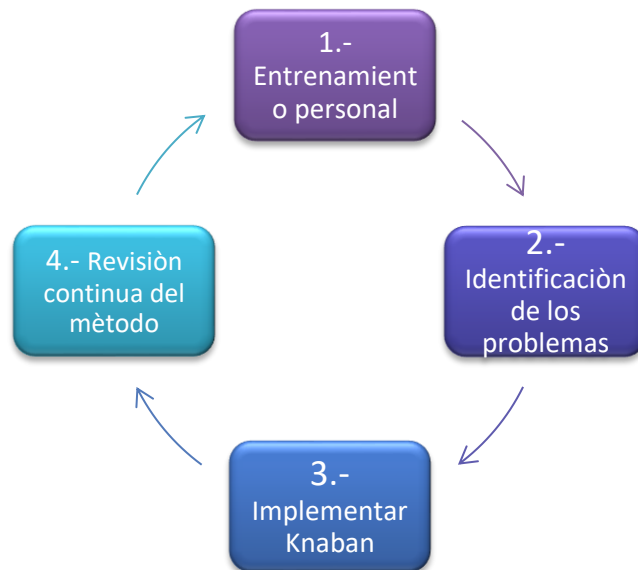 1.-
Entrenamient
o personal
2.-
Identificaciòn
de los
problemas
3.-
Implementar
Knaban
4.- Revisiòn
continua del
mètodo